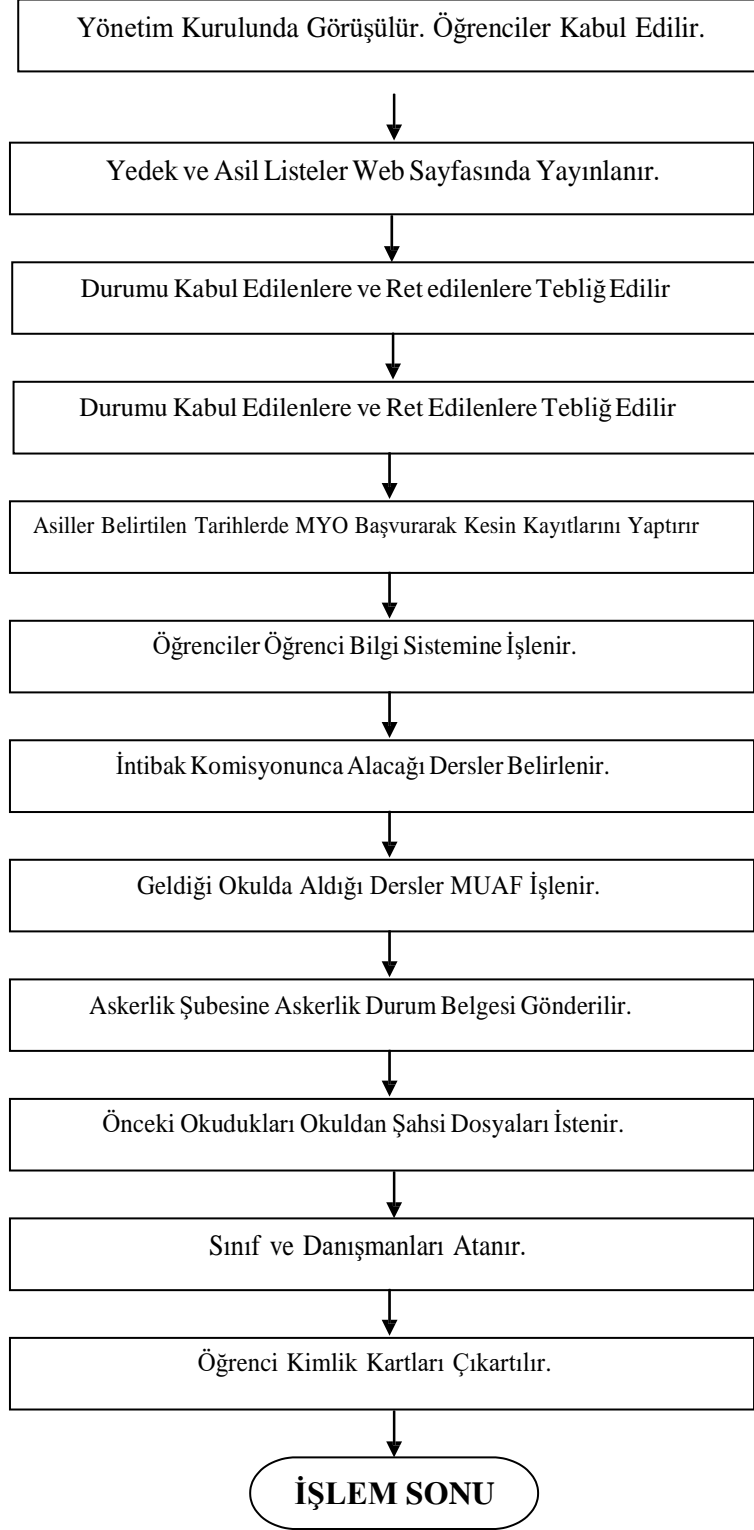 Yönetim Kurulunda Görüşülür. Öğrenciler Kabul Edilir.
Yedek ve Asil Listeler Web Sayfasında Yayınlanır.
Durumu Kabul Edilenlere ve Ret edilenlere Tebliğ Edilir
Durumu Kabul Edilenlere ve Ret Edilenlere Tebliğ Edilir
Asiller Belirtilen Tarihlerde MYO Başvurarak Kesin Kayıtlarını Yaptırır
Öğrenciler Öğrenci Bilgi Sistemine İşlenir.
İntibak Komisyonunca Alacağı Dersler Belirlenir.
Geldiği Okulda Aldığı Dersler MUAF İşlenir.
Askerlik Şubesine Askerlik Durum Belgesi Gönderilir.
Önceki Okudukları Okuldan Şahsi Dosyaları İstenir.
Sınıf ve Danışmanları Atanır.
Öğrenci Kimlik Kartları Çıkartılır.
İŞLEM SONU